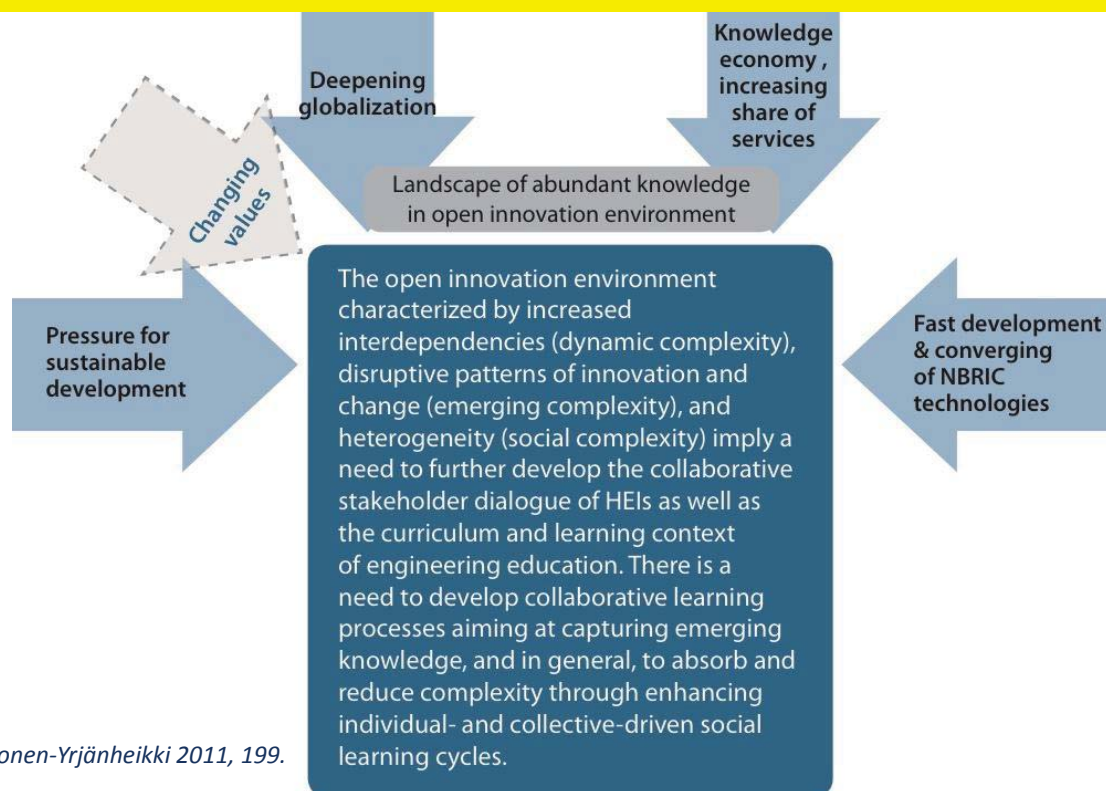 Deepening
globalization
Knowledge
economy ,
increasing
share of
services
Changing
values
Landscape of abundant knowledge
in open innovation environment
Pressure for
sustainable
development
The open innovation environment
characterized by increased
interdependencies (dynamic complexity),
disruptive patterns of innovation and
change (emerging complexity), and
heterogeneity (social complexity) imply a
need to further develop the collaborative
stakeholder dialogue of HEIs as well as
the curriculum and learning context
of engineering education. There is a
need to develop collaborative learning
processes aiming at capturing emerging
knowledge, and in general, to absorb and
reduce complexity through enhancing
individual- and collective-driven social
learning cycles.
Fast development
& converging
of NBRIC
technologies
onen-Yrjänheikki 2011, 199.